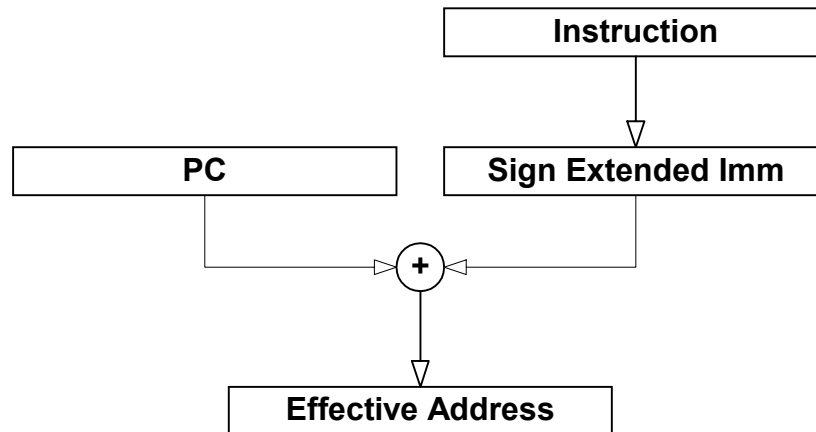 Instruction
PC
Sign Extended Imm
+
Effective Address